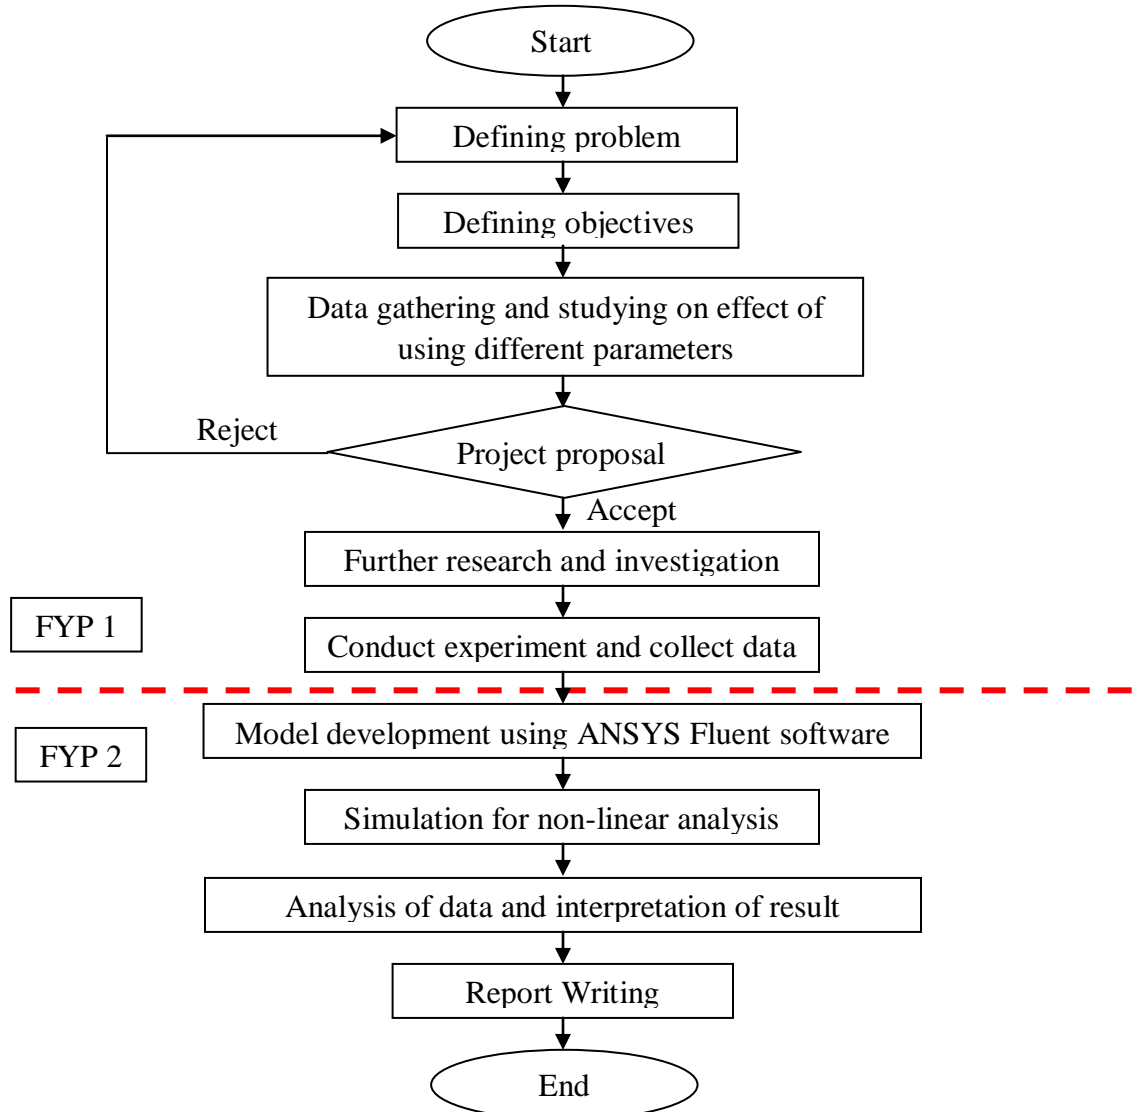 Start
Defining problem
Defining objectives
Data gathering and studying on effect of
using different parameters
Reject
Project proposal
Accept
Further research and investigation
FYP 1
Conduct experiment and collect data
Model development using ANSYS Fluent software
FYP 2
Simulation for non-linear analysis
Analysis of data and interpretation of result
Report Writing
End